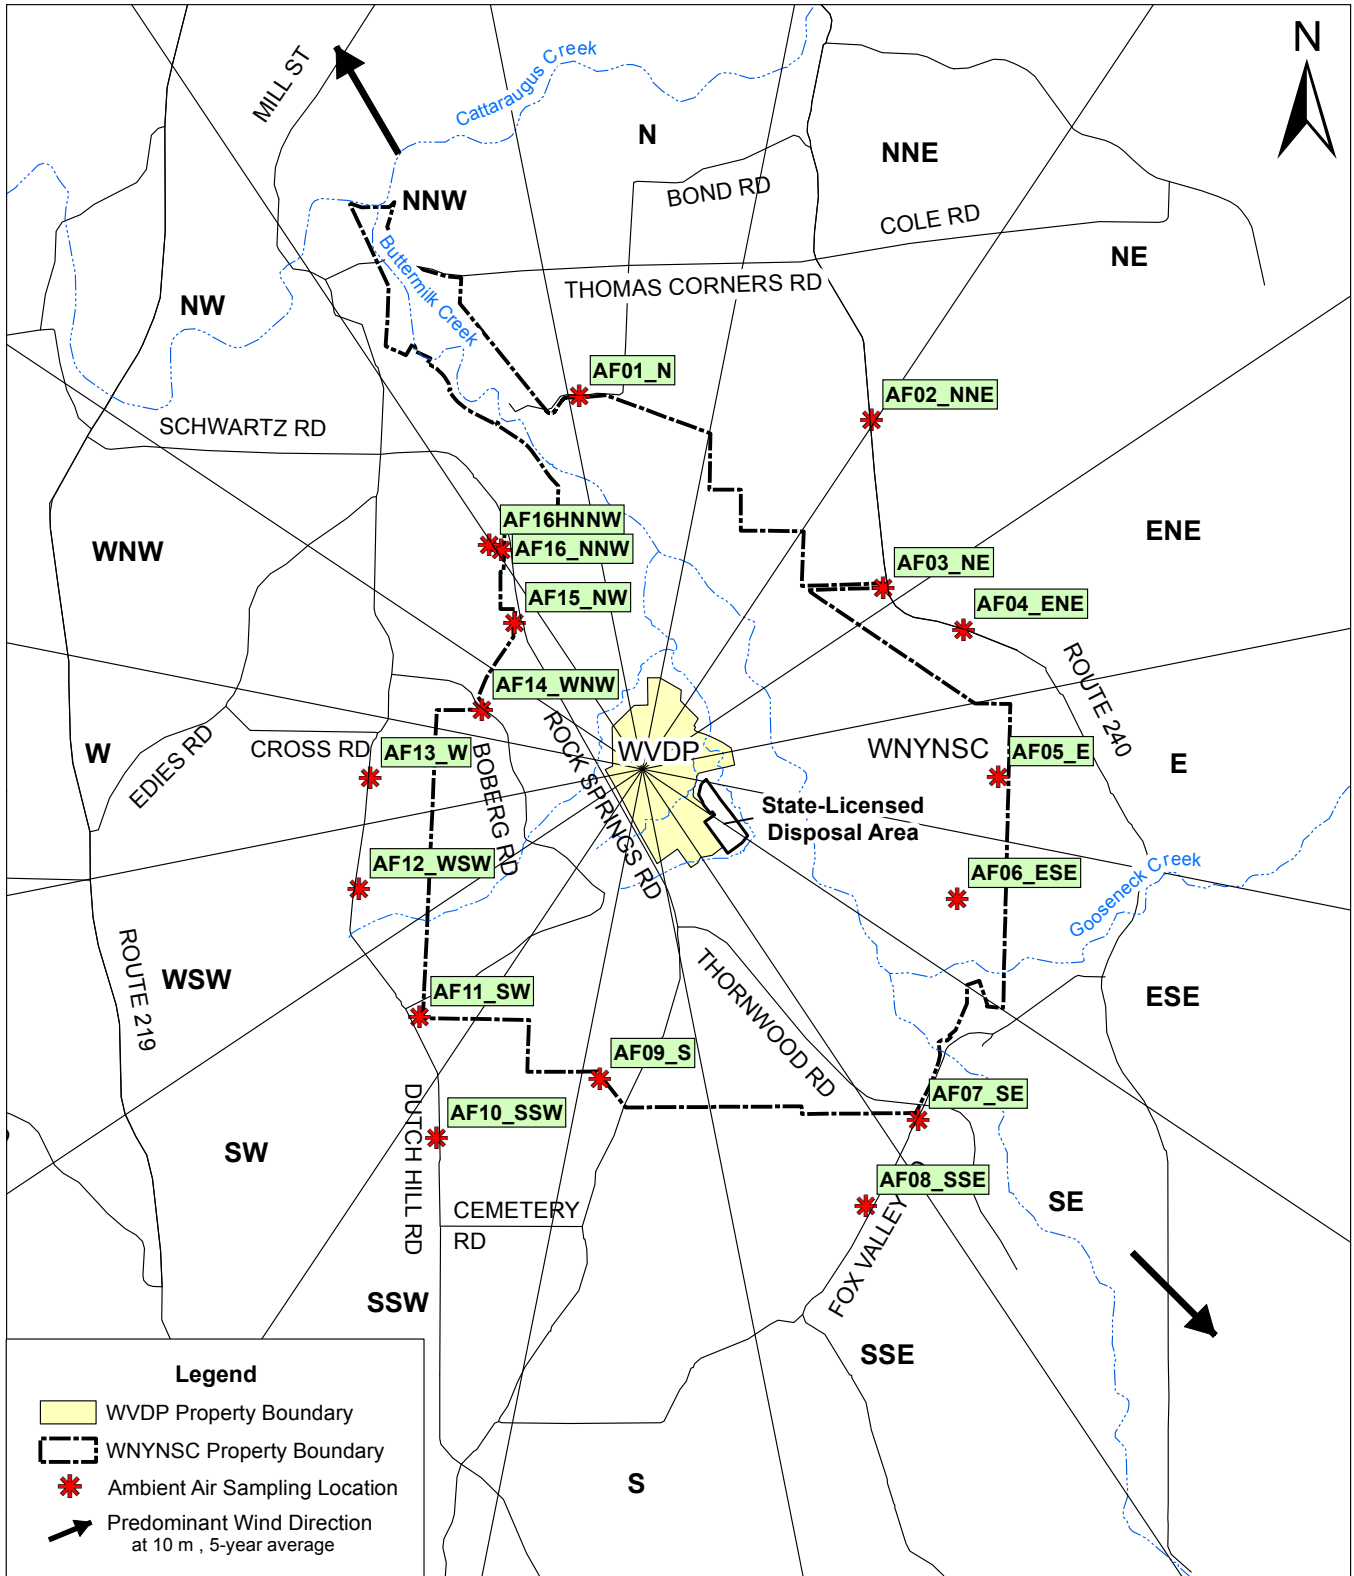 N
MILL ST
Cattaraugus Creek
N
NNE
BOND RD
NNW
COLE RD
NE
Buttermilk Creek
THOMAS CORNERS RD
NW
AF01_N
AF02_NNE
SCHWARTZ RD
AF16HNNW
AF16_NNW
WNW
ENE
AF03_NE
AF15_NW
AF04_ENE
ROUTE 240
AF14_WNW
ROCK SPRINGS RD
WVDP
WNYNSC
AF05_E
W
EDIES RD
CROSS RD
AF13_W
BOBERG RD
E
State-Licensed
Disposal Area
AF12_WSW
AF06_ESE
Gooseneck Creek
ROUTE 219
WSW
AF11_SW
THORNWOOD RD
ESE
AF09_S
AF07_SE
DUTCH HILL RD
AF10_SSW
SW
AF08_SSE
SE
CEMETERY
RD
FOX VALLEY
SSW
SSE
S
Legend
WVDP Property Boundary
WNYNSC Property Boundary
Ambient Air Sampling Location
Predominant Wind Direction
at 10 m , 5-year average